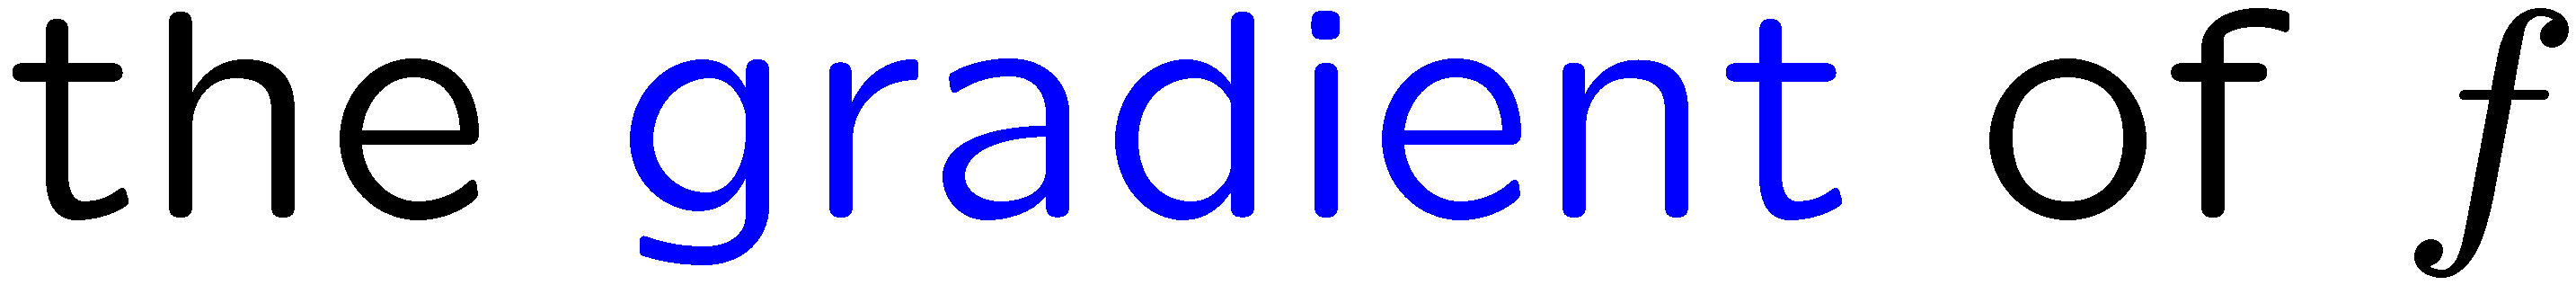 the gradient of f